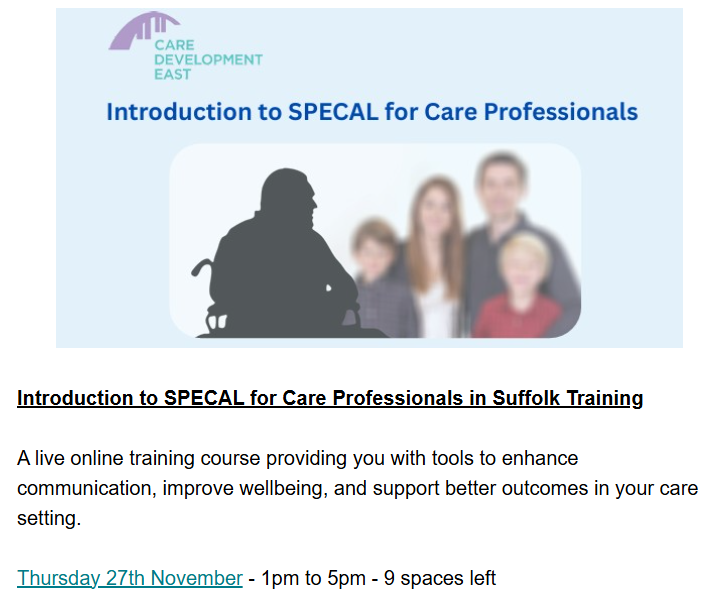 CARE
DEVELOPMENT
EAST
Introduction to SPECAL for Care Professionals
Introduction to SPECAL for Care Professionals in Suffolk Training
A live online training course providing you with tools to enhance
communication, improve wellbeing, and support better outcomes in your care
setting.
Thursday 27th November - 1pm to 5pm - 9 spaces left